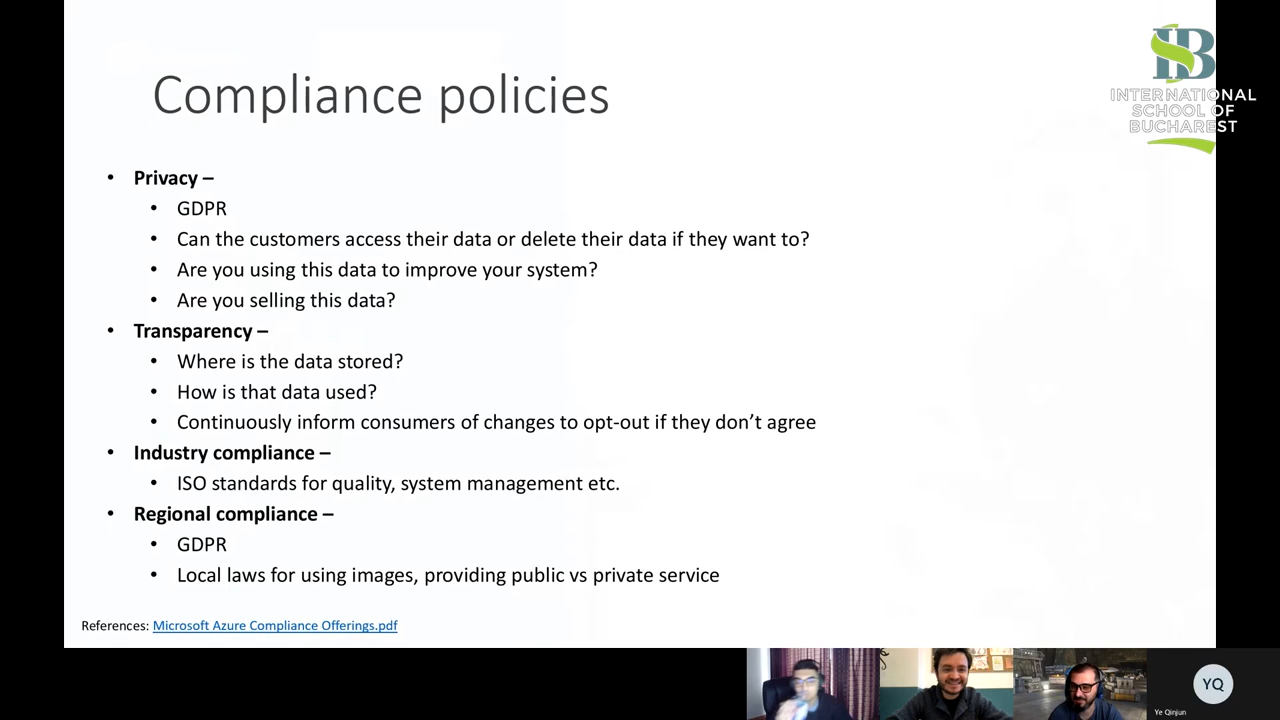 Compliance policies
INTERNATIONAL
SCHOOL OF
BUCHAREST
• Privacy –
• GDPR
• Can the customers access their data or delete their data if they want to?
• Are you using this data to improve your system?
• Are you selling this data?
• Transparency –
• Where is the data stored?
• How is that data used?
• Continuously inform consumers of changes to opt-out if they don’t agree
• Industry compliance –
• ISO standards for quality, system management etc.
• Regional compliance –
• GDPR
• Local laws for using images, providing public vs private service
References: Microsoft Azure Compliance Offerings.pdf
YQ
Ye Qinjun